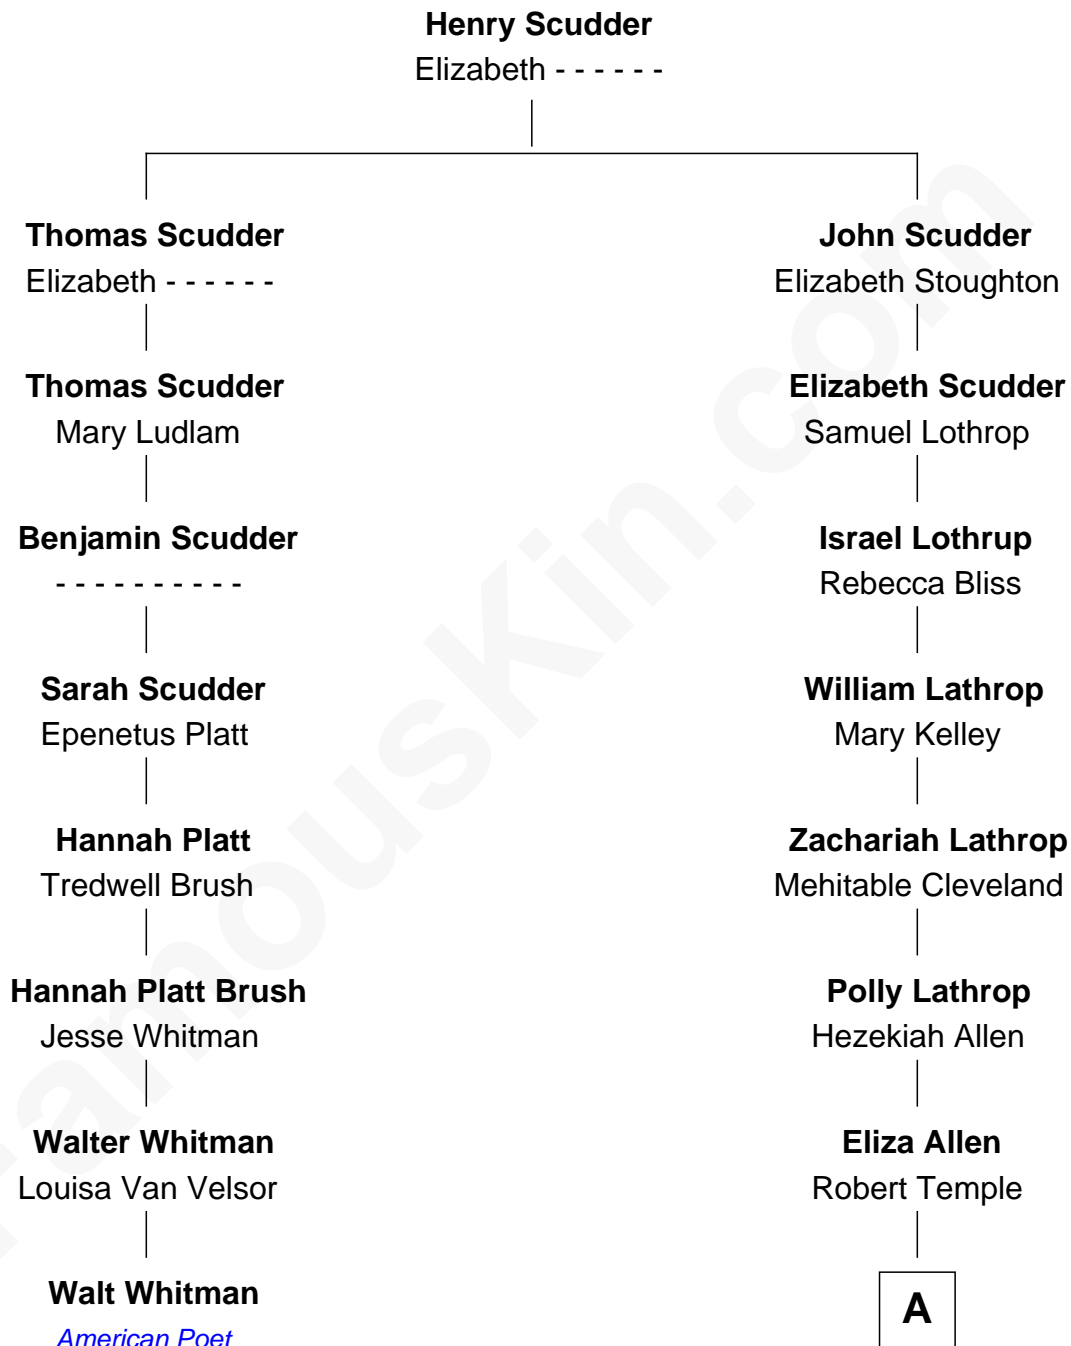 Henry Scudder
Elizabeth - - - - - -
Thomas Scudder
Elizabeth - - - - - -
John Scudder
Elizabeth Stoughton
Thomas Scudder
Mary Ludlam
Elizabeth Scudder
Samuel Lothrop
Benjamin Scudder
- - - - - - - - - -
Israel Lothrup
Rebecca Bliss
Sarah Scudder
Epenetus Platt
William Lathrop
Mary Kelley
Hannah Platt
Tredwell Brush
Zachariah Lathrop
Mehitable Cleveland
Hannah Platt Brush
Jesse Whitman
Polly Lathrop
Hezekiah Allen
Walter Whitman
Louisa Van Velsor
Eliza Allen
Robert Temple
Walt Whitman
American Poet
A
FamousKin.com